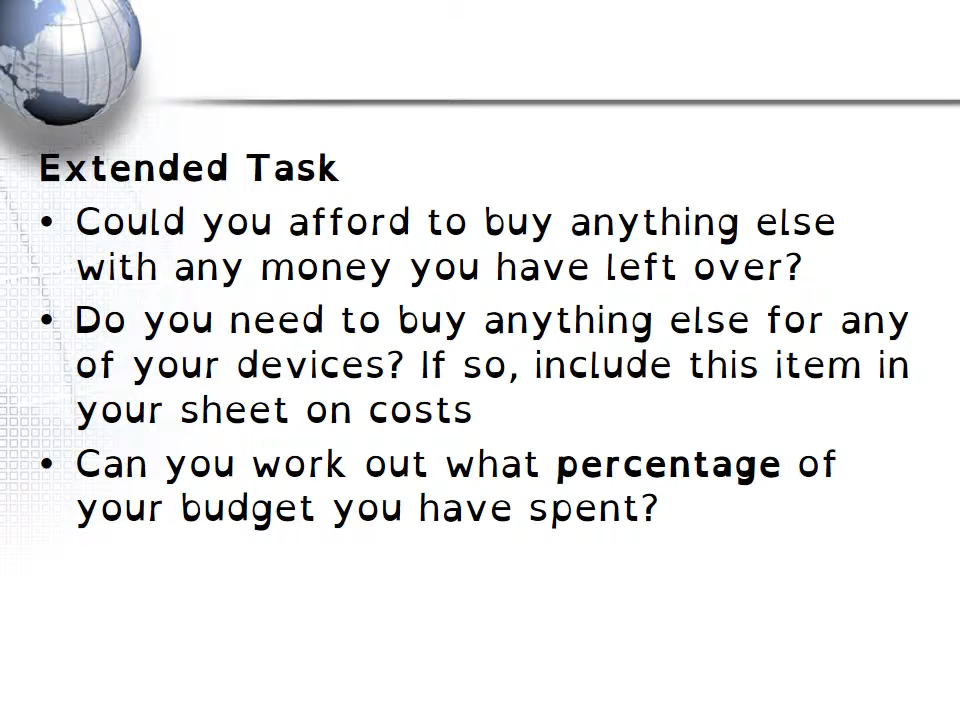 Extended Task
• Could you afford to buy anything else
with any money you have left over?
• Do you need to buy anything else for any
of your devices? If so, include this item in
your sheet on costs
• Can you work out what percentage of
your budget you have spent?